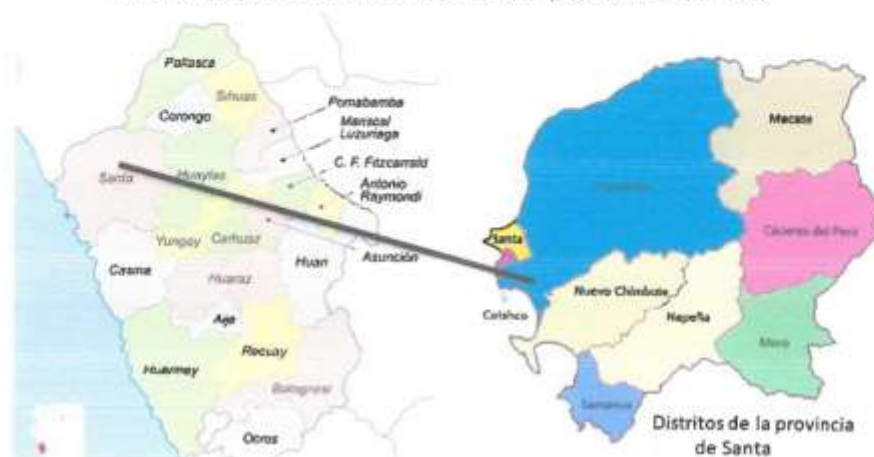 Pallasca
Sihuas
Corongo
Pomabamba
Mariscal
Luzuriaga
C. F. Fitzcarrald
Antonio
Raymondi
Asunción
Santa
Huaylas
Yungay
Carhuaz
Casma
Huaraz
Huari
Aija
Recuay
Huarmey
Bolognesi
Ocros
Macate
Santa
Cáceres del Perú
Coishco
Nuevo Chimbote
Nepeña
Moro
Samanco
Distritos de la provincia
de Santa